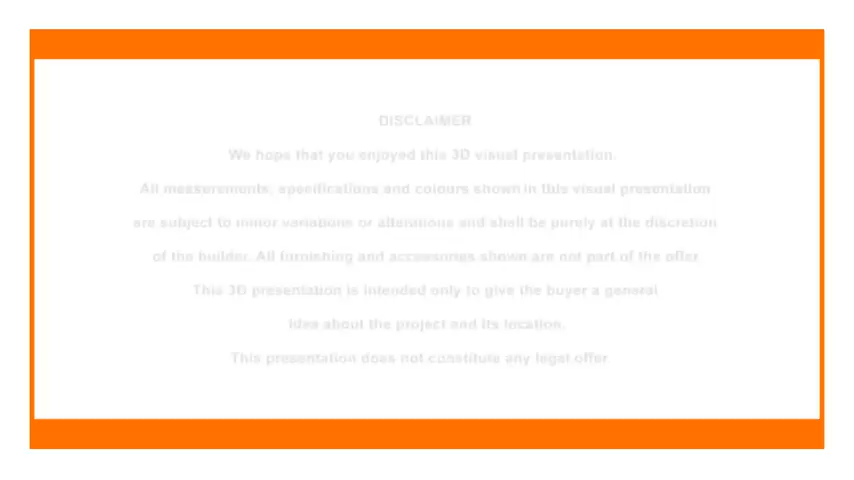 DISCLAIMER
We hope that you enjoyed this 3D visual presentation.
All measurements, specifications and colours shown in this visual presentation
are subject to minor variations or alterations and shall be purely at the discretion
of the builder. All furnishing and accessories shown are not part of the offer.
This 3D presentation is intended only to give the buyer a general
idea about the project and its location.
This presentation does not constitute any legal offer.